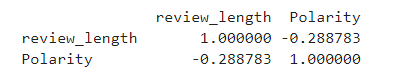 review_length Polarity
review_length 1.000000 -0.288783
Polarity -0.288783 1.000000